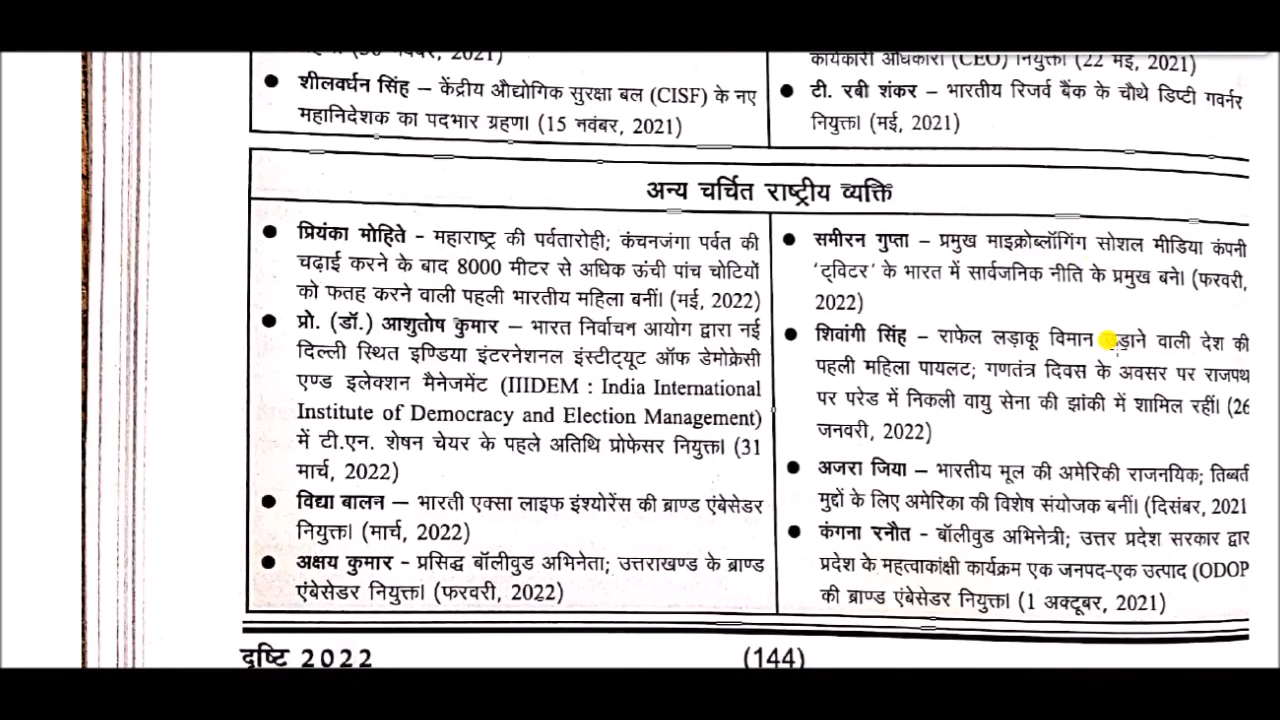 कार्यकारी अधिकारी (CEO) नियुक्त। (22 मई, 2021)
शीलवर्धन सिंह – केंद्रीय औद्योगिक सुरक्षा बल (CISF) के नए
महानिदेशक का पदभार ग्रहण। (15 नवंबर, 2021)
टी. रबी शंकर – भारतीय रिजर्व बैंक के चौथे डिप्टी गवर्नर
नियुक्त। (मई, 2021)
अन्य चर्चित राष्ट्रीय व्यक्ति
प्रियंका मोहिते - महाराष्ट्र की पर्वतारोही; कंचनजंगा पर्वत की
चढ़ाई करने के बाद 8000 मीटर से अधिक ऊंची पांच चोटियों
को फतह करने वाली पहली भारतीय महिला बनीं। (मई, 2022)
प्रो. (डॉ.) आशुतोष कुमार – भारत निर्वाचन आयोग द्वारा नई
दिल्ली स्थित इण्डिया इंटरनेशनल इंस्टीट्यूट ऑफ डेमोक्रेसी
एण्ड इलेक्शन मैनेजमेंट (IIIDEM : India International
Institute of Democracy and Election Management)
में टी.एन. शेषन चेयर के पहले अतिथि प्रोफेसर नियुक्त। (31
मार्च, 2022)
विद्या बालन – भारती एक्सा लाइफ इंश्योरेंस की ब्राण्ड एंबेसेडर
नियुक्त। (मार्च, 2022)
अक्षय कुमार - प्रसिद्ध बॉलीवुड अभिनेता; उत्तराखण्ड के ब्राण्ड
एंबेसेडर नियुक्त। (फरवरी, 2022)
समीरन गुप्ता – प्रमुख माइक्रोब्लॉगिंग सोशल मीडिया कंपनी
'ट्विटर' के भारत में सार्वजनिक नीति के प्रमुख बने। (फरवरी,
2022)
शिवांगी सिंह – राफेल लड़ाकू विमान उड़ाने वाली देश की
पहली महिला पायलट; गणतंत्र दिवस के अवसर पर राजपथ
पर परेड में निकली वायु सेना की झांकी में शामिल रहीं। (26
जनवरी, 2022)
अजरा जिया – भारतीय मूल की अमेरिकी राजनयिक; तिब्बत
मुद्दों के लिए अमेरिका की विशेष संयोजक बनीं। (दिसंबर, 2021
कंगना रनौत - बॉलीवुड अभिनेत्री; उत्तर प्रदेश सरकार द्वार
प्रदेश के महत्वाकांक्षी कार्यक्रम एक जनपद-एक उत्पाद (ODOP
की ब्राण्ड एंबेसेडर नियुक्त। (1 अक्टूबर, 2021)
दृष्टि 2022
(144)